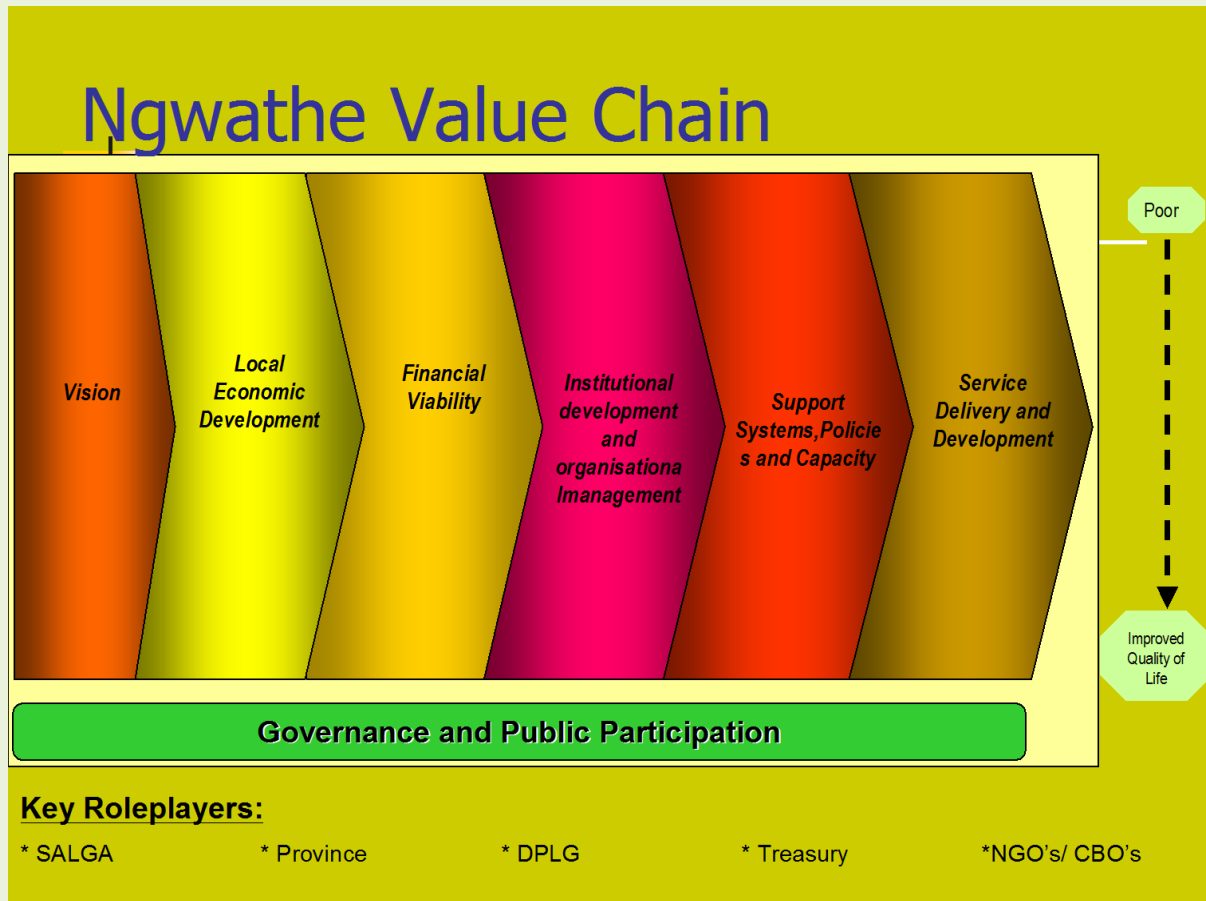 Ngwathe Value Chain
Vision
Local
Economic
Development
Financial
Viability
Institutional
development
and
organisationa
lmanagement
Support
Systems,Policie
s and Capacity
Service
Delivery and
Development
Poor
Improved
Quality of
Life
Governance and Public Participation
Key Roleplayers:
* SALGA * Province * DPLG * Treasury *NGO’s/ CBO’s